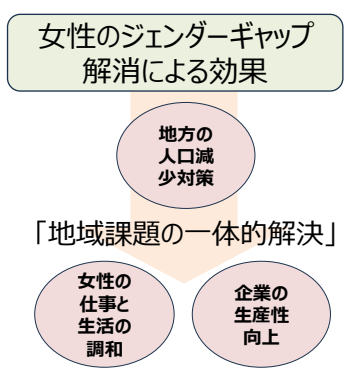 女性のジェンダーギャップ
解消による効果
地方の
人口減
少対策
「地域課題の一体的解決」
女性の
仕事と
生活の
調和
企業の
生産性
向上